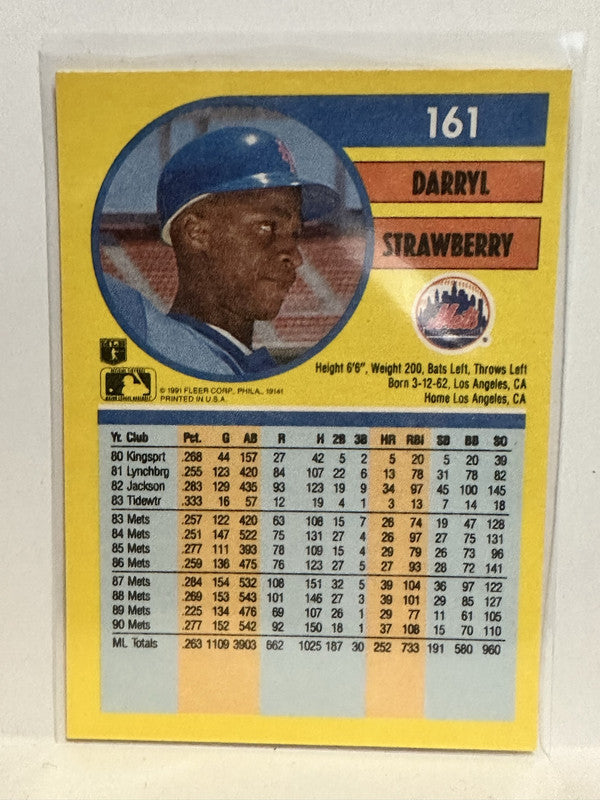 161
DARRYL
STRAWBERRY
Mets
Height 6'6", Weight 200, Bats Left, Throws Left
Born 3-12-62, Los Angeles, CA
Home Los Angeles, CA
© 1991 FLEER CORP., PHILA., 19141
PRINTED IN U.S.A.
Yr. Club Pct. G AB R H 2B 3B HR RBI SB BB SO
80 Kingsprt .268 44 157 27 42 5 2 5 20 5 20 39
81 Lynchbrg .255 123 420 84 107 22 6 13 78 31 78 82
82 Jackson .283 129 435 93 123 19 9 34 97 45 100 145
83 Tidewtr .333 16 57 12 19 4 1 3 13 7 14 18
83 Mets .257 122 420 63 108 15 7 26 74 19 47 128
84 Mets .251 147 522 75 131 27 4 26 97 27 75 131
85 Mets .277 111 393 78 109 15 4 29 79 26 73 96
86 Mets .259 136 475 76 123 27 5 27 93 28 72 141
87 Mets .284 154 532 108 151 32 5 39 104 36 97 122
88 Mets .269 153 543 101 146 27 3 39 101 29 85 127
89 Mets .225 134 476 69 107 26 1 29 77 11 61 105
90 Mets .277 152 542 92 150 18 1 37 108 15 70 110
ML Totals .263 1109 3903 662 1025 187 30 252 733 191 580 960